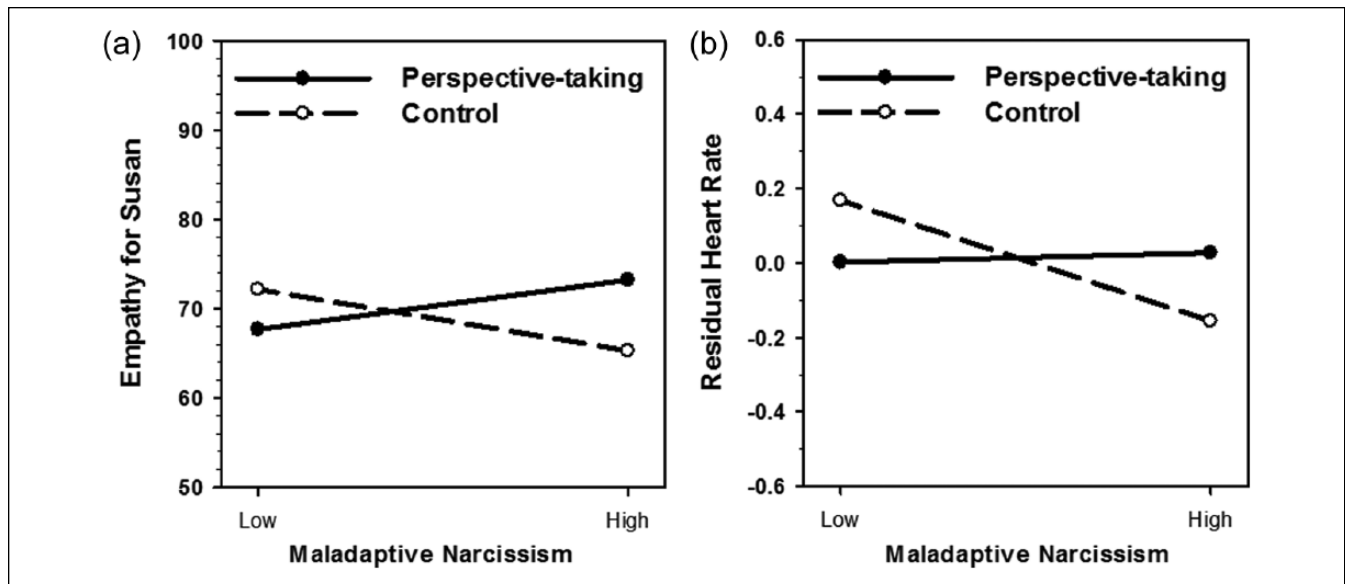 (a)
100
90
80
70
60
50
Empathy for Susan
Perspective-taking
Control
Low
High
Maladaptive Narcissism
(b)
0.6
0.4
0.2
0.0
-0.2
-0.4
-0.6
Residual Heart Rate
Perspective-taking
Control
Low
High
Maladaptive Narcissism